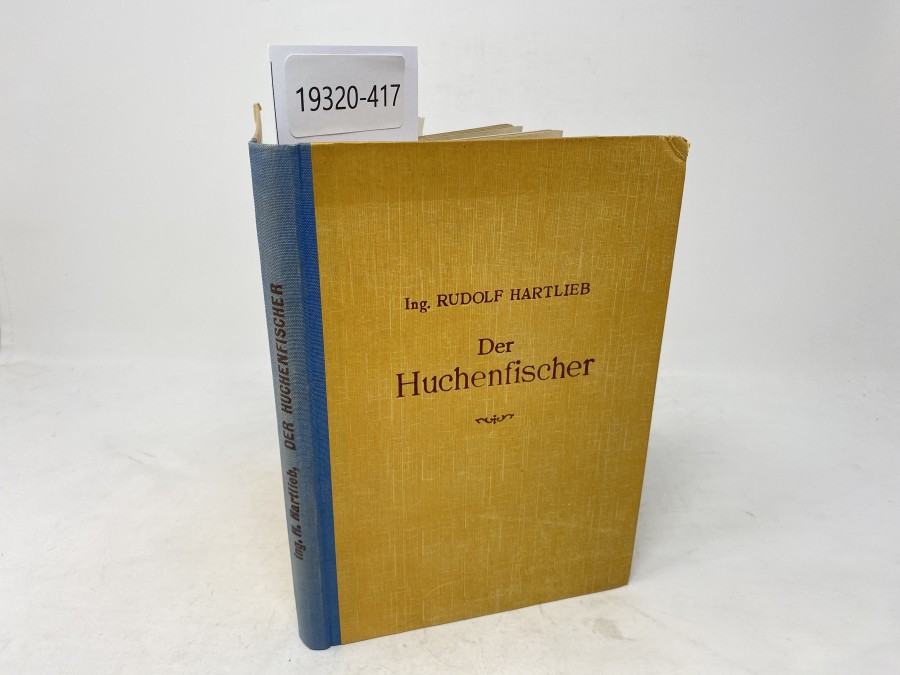 19320-417
Ing. H. Hartlieb, DER HUCHENFISCHER
Ing. RUDOLF HARTLIEB
Der
Huchenfischer